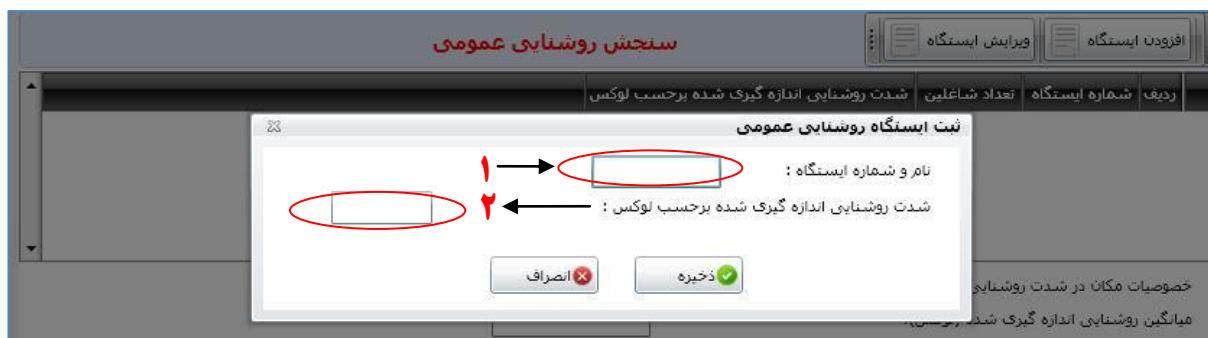 افزودن ایستگاه
ویرایش ایستگاه
سنجش روشنایی عمومی
ردیف شماره ایستگاه تعداد شاغلین شدت روشنایی اندازه گیری شده برحسب لوکس
ثبت ایستگاه روشنایی عمومی
نام و شماره ایستگاه :
۱
شدت روشنایی اندازه گیری شده برحسب لوکس :
۲
ذخیره
انصراف
خصوصیات مکان در شدت روشنایی
میانگین روشنایی اندازه گیری شده